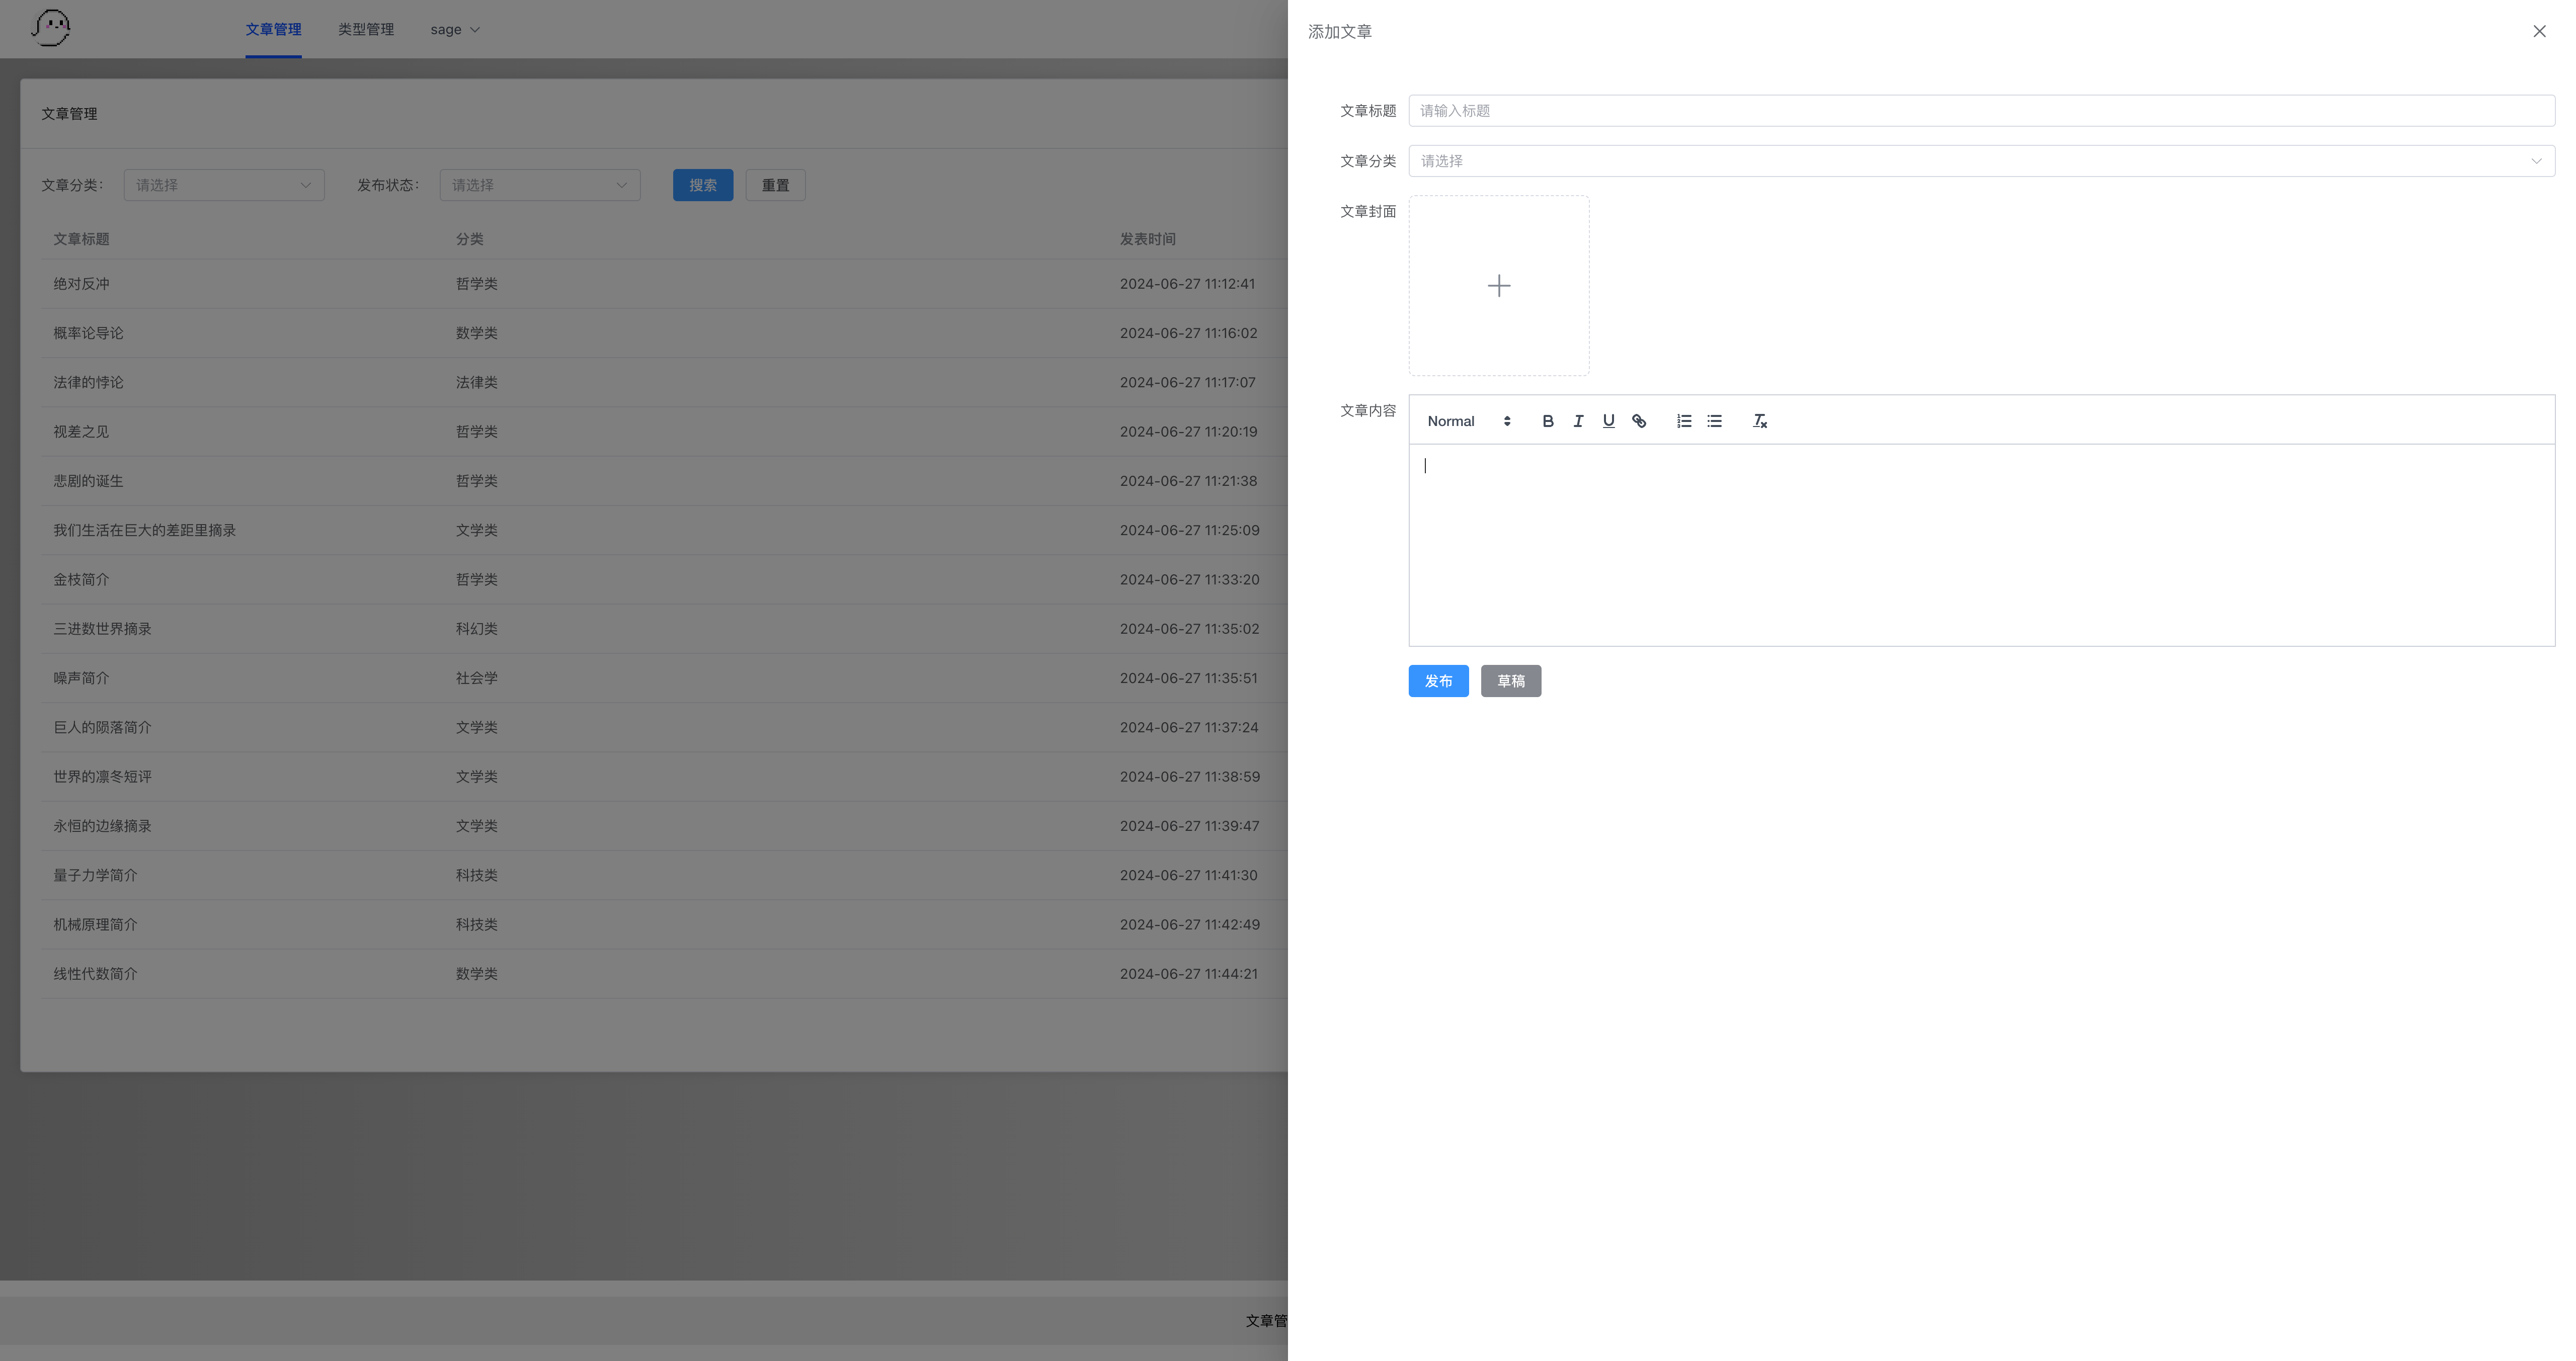 文章管理 类型管理 sage
文章管理
文章分类： 请选择 发布状态： 请选择 搜索 重置
文章标题 分类 发表时间
绝对反冲 哲学类 2024-06-27 11:12:41
概率论导论 数学类 2024-06-27 11:16:02
法律的悖论 法律类 2024-06-27 11:17:07
视差之见 哲学类 2024-06-27 11:20:19
悲剧的诞生 哲学类 2024-06-27 11:21:38
我们生活在巨大的差距里摘录 文学类 2024-06-27 11:25:09
金枝简介 哲学类 2024-06-27 11:33:20
三进数世界摘录 科幻类 2024-06-27 11:35:02
噪声简介 社会学 2024-06-27 11:35:51
巨人的陨落简介 文学类 2024-06-27 11:37:24
世界的凛冬短评 文学类 2024-06-27 11:38:59
永恒的边缘摘录 文学类 2024-06-27 11:39:47
量子力学简介 科技类 2024-06-27 11:41:30
机械原理简介 科技类 2024-06-27 11:42:49
线性代数简介 数学类 2024-06-27 11:44:21
文章管
添加文章
文章标题 请输入标题
文章分类 请选择
文章封面
文章内容 Normal
发布 草稿